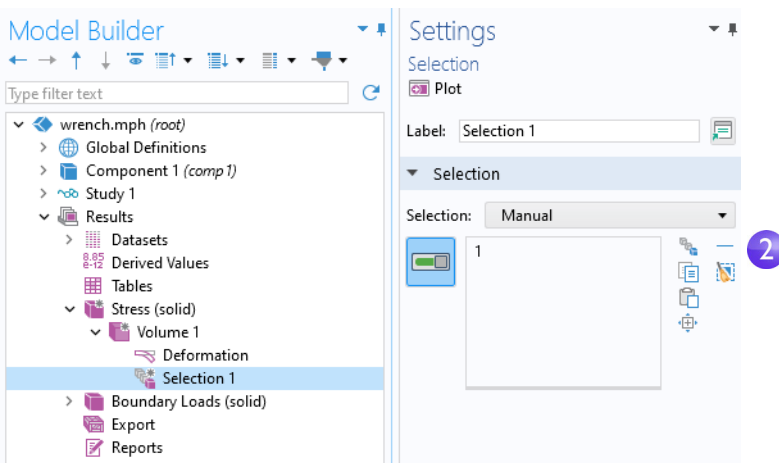 Model Builder
Type filter text
wrench.mph (root)
Global Definitions
Component 1 (comp1)
Study 1
Results
Datasets
8.85
e-12
Derived Values
Tables
Stress (solid)
Volume 1
Deformation
Selection 1
Boundary Loads (solid)
Export
Reports
Settings
Selection
Plot
Label: Selection 1
Selection
Selection: Manual
1
2